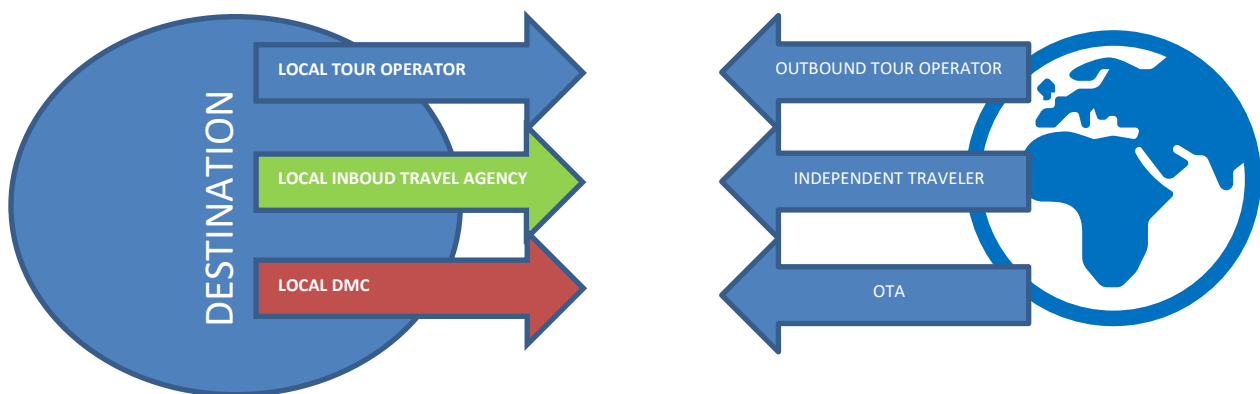 DESTINATION
LOCAL TOUR OPERATOR
LOCAL INBOUD TRAVEL AGENCY
LOCAL DMC
OUTBOUND TOUR OPERATOR
INDEPENDENT TRAVELER
OTA